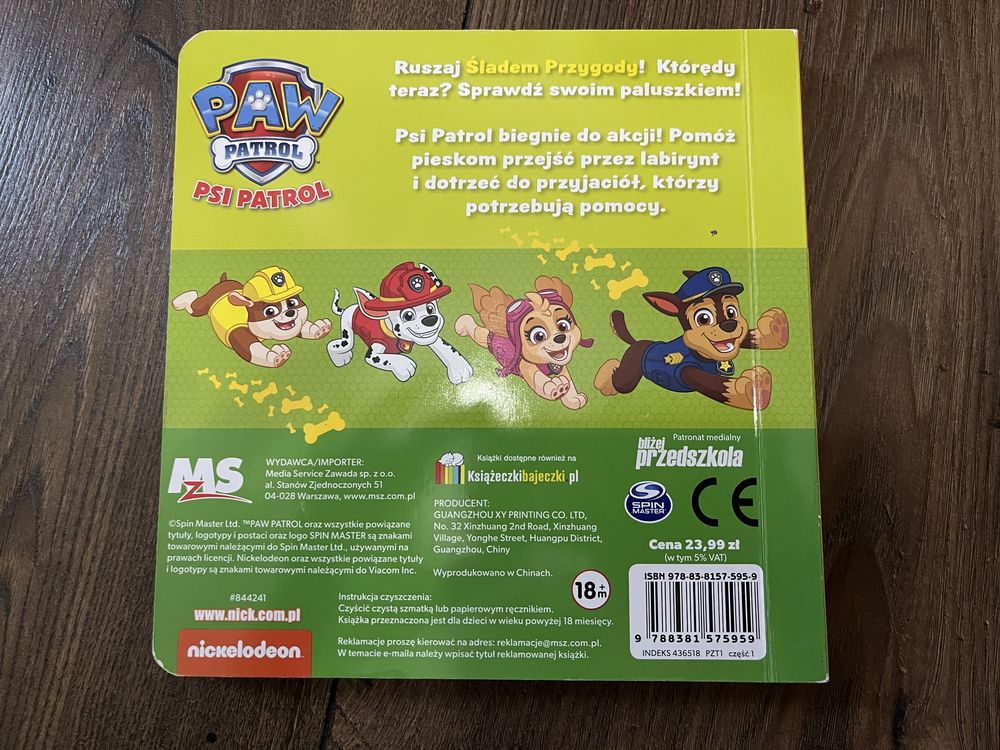 PAW
PATROL
PSI PATROL
Ruszaj Śladem Przygody! Którędy
teraz? Sprawdź swoim paluszkiem!
Psi Patrol biegnie do akcji! Pomóż
pieskom przejść przez labirynt
i dotrzeć do przyjaciół, którzy
potrzebują pomocy.
MSZ
WYDAWCA/IMPORTER:
Media Service Zawada sp. z o.o.
al. Stanów Zjednoczonych 51
04-028 Warszawa, www.msz.com.pl
©Spin Master Ltd. ™PAW PATROL oraz wszystkie powiązane
tytuły, logotypy i postaci oraz logo SPIN MASTER są znakami
towarowymi należącymi do Spin Master Ltd., używanymi na
prawach licencji. Nickelodeon oraz wszystkie powiązane tytuły
i logotypy są znakami towarowymi należącymi do Viacom Inc.
#844241
www.nick.com.pl
nickelodeon
Książki dostępne również na
Książeczkibajeczki.pl
PRODUCENT:
GUANGZHOU XY PRINTING CO. LTD,
No. 32 Xinzhuang 2nd Road, Xinzhuang
Village, Yonghe Street, Huangpu District,
Guangzhou, Chiny
Wyprodukowano w Chinach.
18+
m
Instrukcja czyszczenia:
Czyścić czystą szmatką lub papierowym ręcznikiem.
Książka przeznaczona jest dla dzieci w wieku powyżej 18 miesięcy.
Reklamacje proszę kierować na adres: reklamacje@msz.com.pl.
W temacie e-maila należy wpisać tytuł reklamowanej książki.
Patronat medialny
bliżej
przedszkola
SPIN
MASTER
CE
Cena 23,99 zł
(w tym 5% VAT)
ISBN 978-83-8157-595-9
9 788381 575959
INDEKS 436518 PZT1 część 1